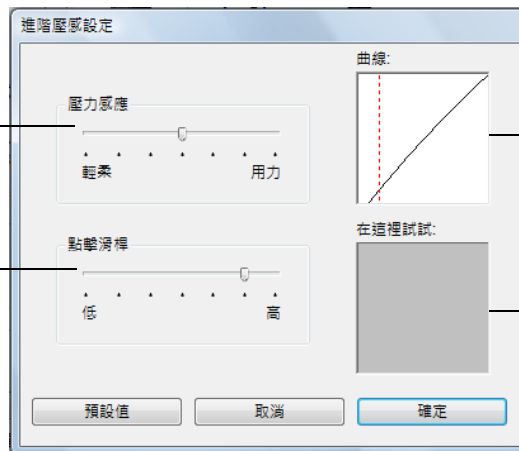 進階壓感設定
曲線:
壓力感應
輕柔
用力
在這裡試試:
點擊滑桿
低
高
預設值
取消
確定